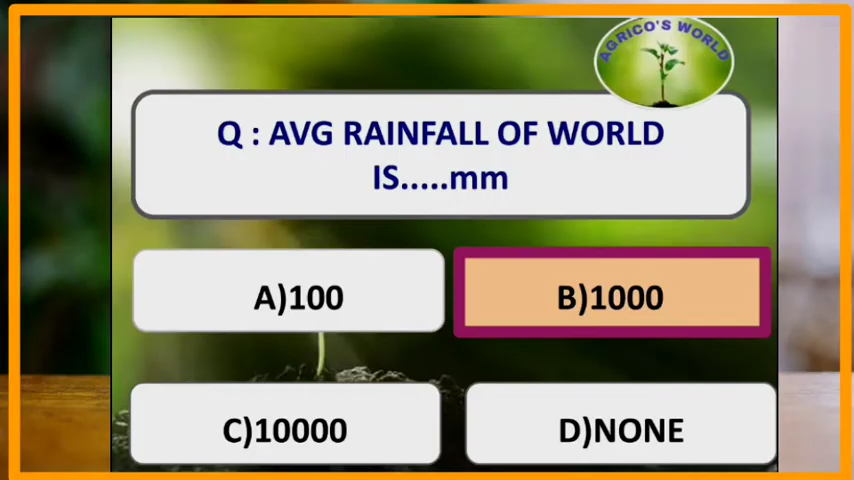 AGRICO'S WORLD
Q : AVG RAINFALL OF WORLD
IS.....mm
A)100
B)1000
C)10000
D)NONE